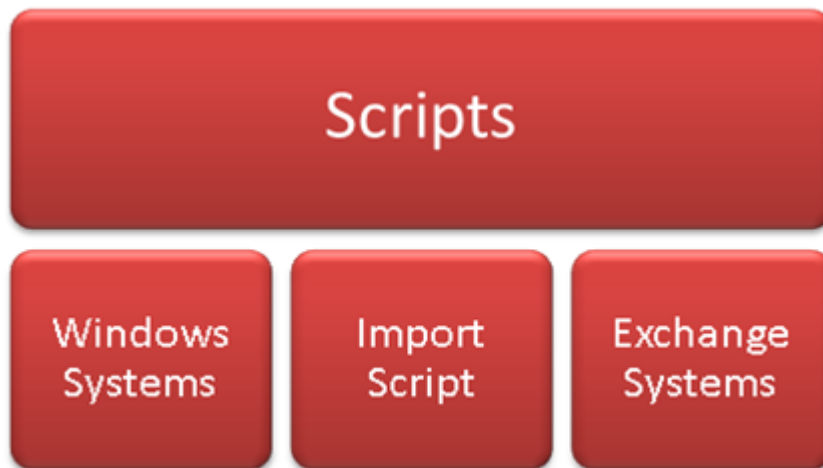 Scripts
Windows
Systems
Import
Script
Exchange
Systems